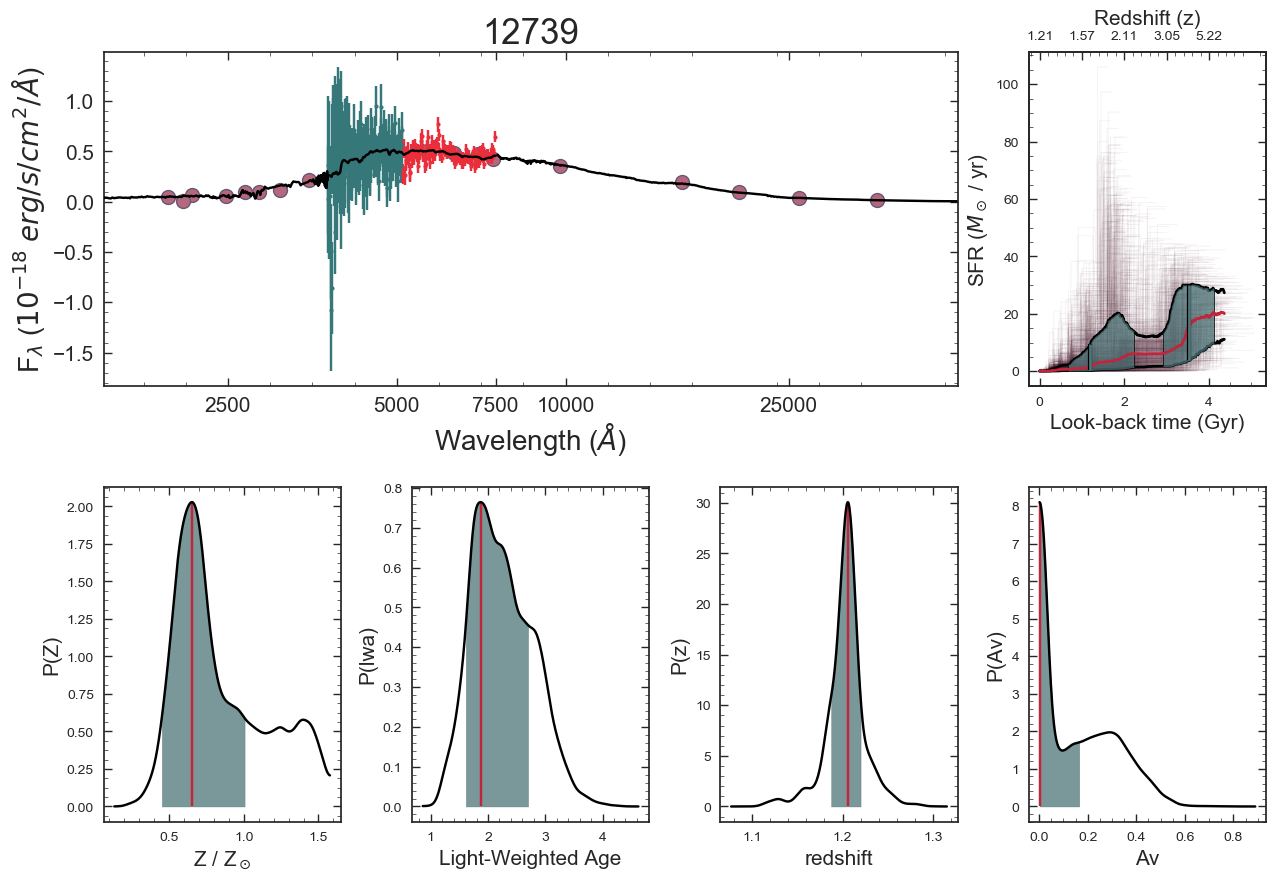 12739
F_λ (10^{-18} erg/s/cm^2/Å)
1.0
0.5
0.0
−0.5
−1.0
−1.5
2500 5000 7500 10000 25000
Wavelength (Å)
Redshift (z)
1.21 1.57 2.11 3.05 5.22
SFR (M_⊙ / yr)
100
80
60
40
20
0
0 2 4
Look-back time (Gyr)
P(Z)
2.00
1.75
1.50
1.25
1.00
0.75
0.50
0.25
0.00
0.5 1.0 1.5
Z / Z_⊙
P(lwa)
0.8
0.7
0.6
0.5
0.4
0.3
0.2
0.1
0.0
1 2 3 4
Light-Weighted Age
P(z)
30
25
20
15
10
5
0
1.1 1.2 1.3
redshift
P(Av)
8
7
6
5
4
3
2
1
0
0.0 0.2 0.4 0.6 0.8
Av